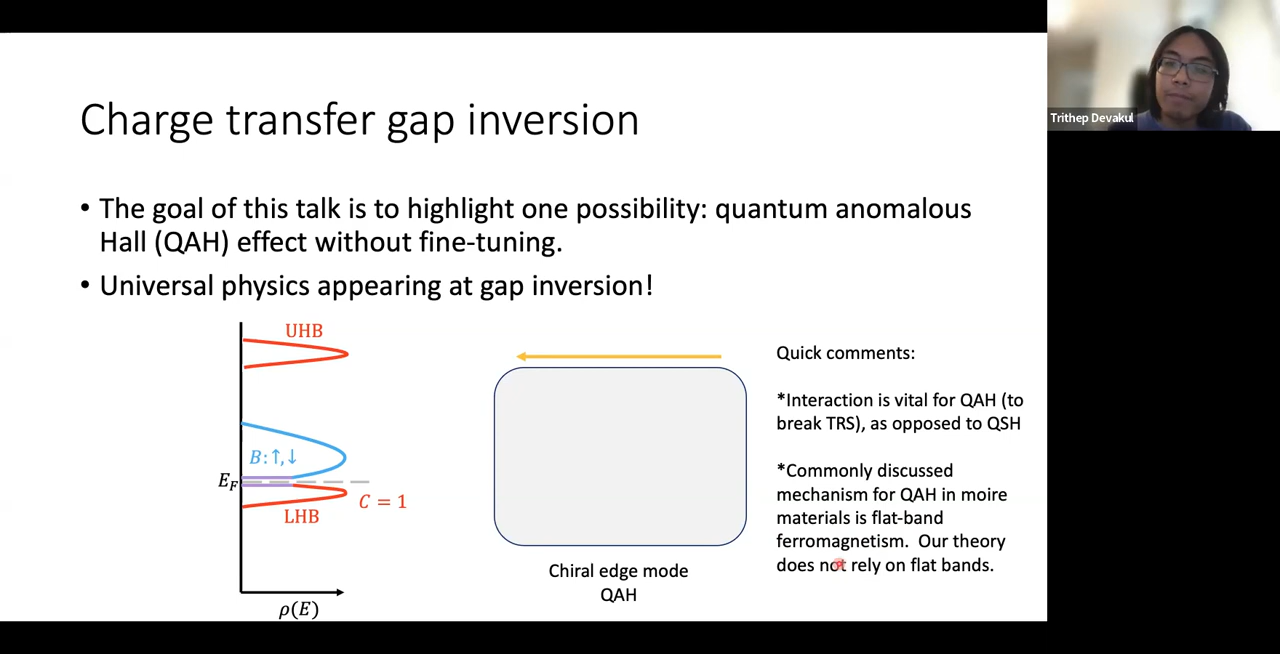 Trithep Devakul
Charge transfer gap inversion
• The goal of this talk is to highlight one possibility: quantum anomalous
Hall (QAH) effect without fine-tuning.
• Universal physics appearing at gap inversion!
UHB
B:↑,↓
E_F
C = 1
LHB
ρ(E)
Chiral edge mode
QAH
Quick comments:
*Interaction is vital for QAH (to
break TRS), as opposed to QSH
*Commonly discussed
mechanism for QAH in moire
materials is flat-band
ferromagnetism. Our theory
does not rely on flat bands.